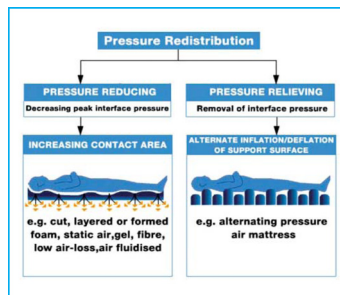 Pressure Redistribution
PRESSURE REDUCING
Decreasing peak interface pressure
INCREASING CONTACT AREA
e.g. cut, layered or formed
foam, static air,gel, fibre,
low air-loss,air fluidised
PRESSURE RELIEVING
Removal of interface pressure
ALTERNATE INFLATION/DEFLATION
OF SUPPORT SURFACE
e.g. alternating pressure
air mattress